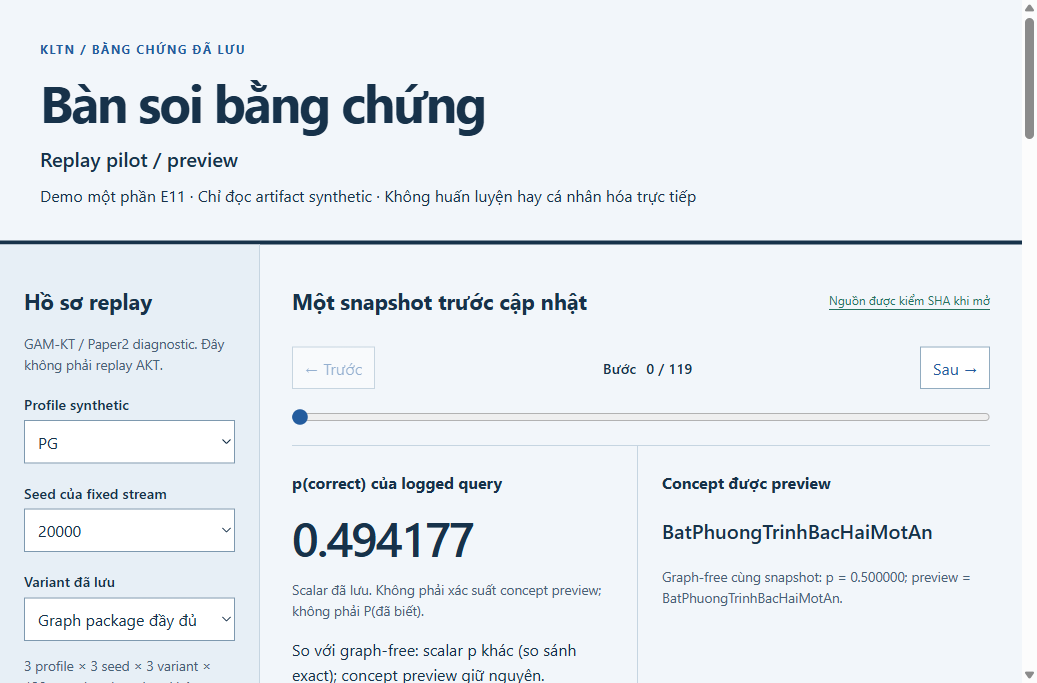 KLTN / BẰNG CHỨNG ĐÃ LƯU
Bàn soi bằng chứng
Replay pilot / preview
Demo một phần E11 · Chỉ đọc artifact synthetic · Không huấn luyện hay cá nhân hóa trực tiếp
Hồ sơ replay
GAM-KT / Paper2 diagnostic. Đây
không phải replay AKT.
Profile synthetic
PG
Seed của fixed stream
20000
Variant đã lưu
Graph package đầy đủ
3 profile × 3 seed × 3 variant ×
Một snapshot trước cập nhật
Nguồn được kiểm SHA khi mở
← Trước
Bước 0 / 119
Sau →
p(correct) của logged query
0.494177
Scalar đã lưu. Không phải xác suất concept preview;
không phải P(đã biết).
So với graph-free: scalar p khác (so sánh
exact); concept preview giữ nguyên.
Concept được preview
BatPhuongTrinhBacHaiMotAn
Graph-free cùng snapshot: p = 0.500000; preview =
BatPhuongTrinhBacHaiMotAn.